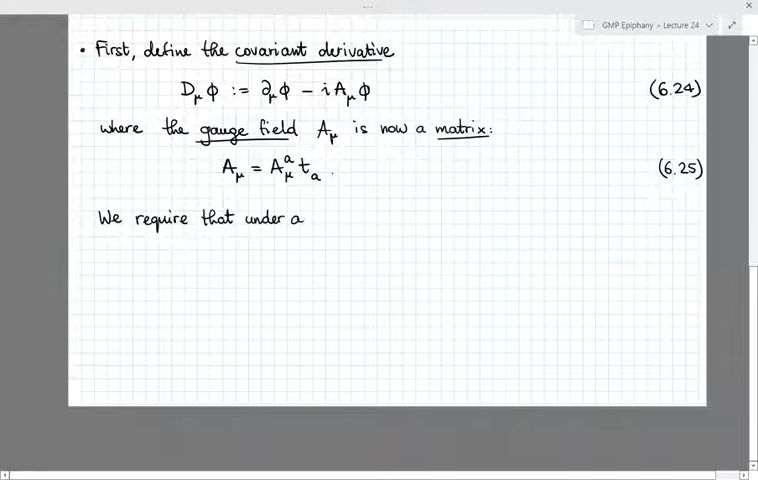 GMP Epiphany > Lecture 24
• First, define the covariant derivative
D_μ ϕ := ∂_μ ϕ - i A_μ ϕ (6.24)
where the gauge field A_μ is now a matrix:
A_μ = A_μ^a t_a . (6.25)
We require that under a